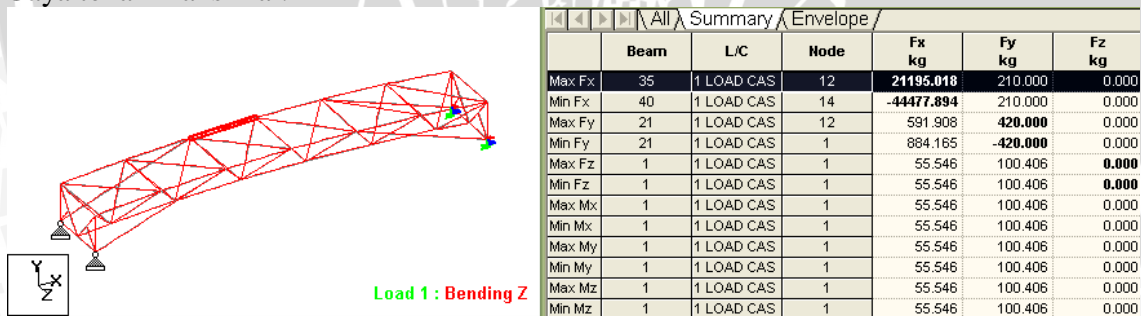 All Summary Envelope
Beam L/C Node Fx kg Fy kg Fz kg
Max Fx 35 1 LOAD CAS 12 21195.018 210.000 0.000
Min Fx 40 1 LOAD CAS 14 -44477.894 210.000 0.000
Max Fy 21 1 LOAD CAS 12 591.908 420.000 0.000
Min Fy 21 1 LOAD CAS 1 884.165 -420.000 0.000
Max Fz 1 1 LOAD CAS 1 55.546 100.406 0.000
Min Fz 1 1 LOAD CAS 1 55.546 100.406 0.000
Max Mx 1 1 LOAD CAS 1 55.546 100.406 0.000
Min Mx 1 1 LOAD CAS 1 55.546 100.406 0.000
Max My 1 1 LOAD CAS 1 55.546 100.406 0.000
Min My 1 1 LOAD CAS 1 55.546 100.406 0.000
Max Mz 1 1 LOAD CAS 1 55.546 100.406 0.000
Min Mz 1 1 LOAD CAS 1 55.546 100.406 0.000
Y
X
Z
Load 1 : Bending Z